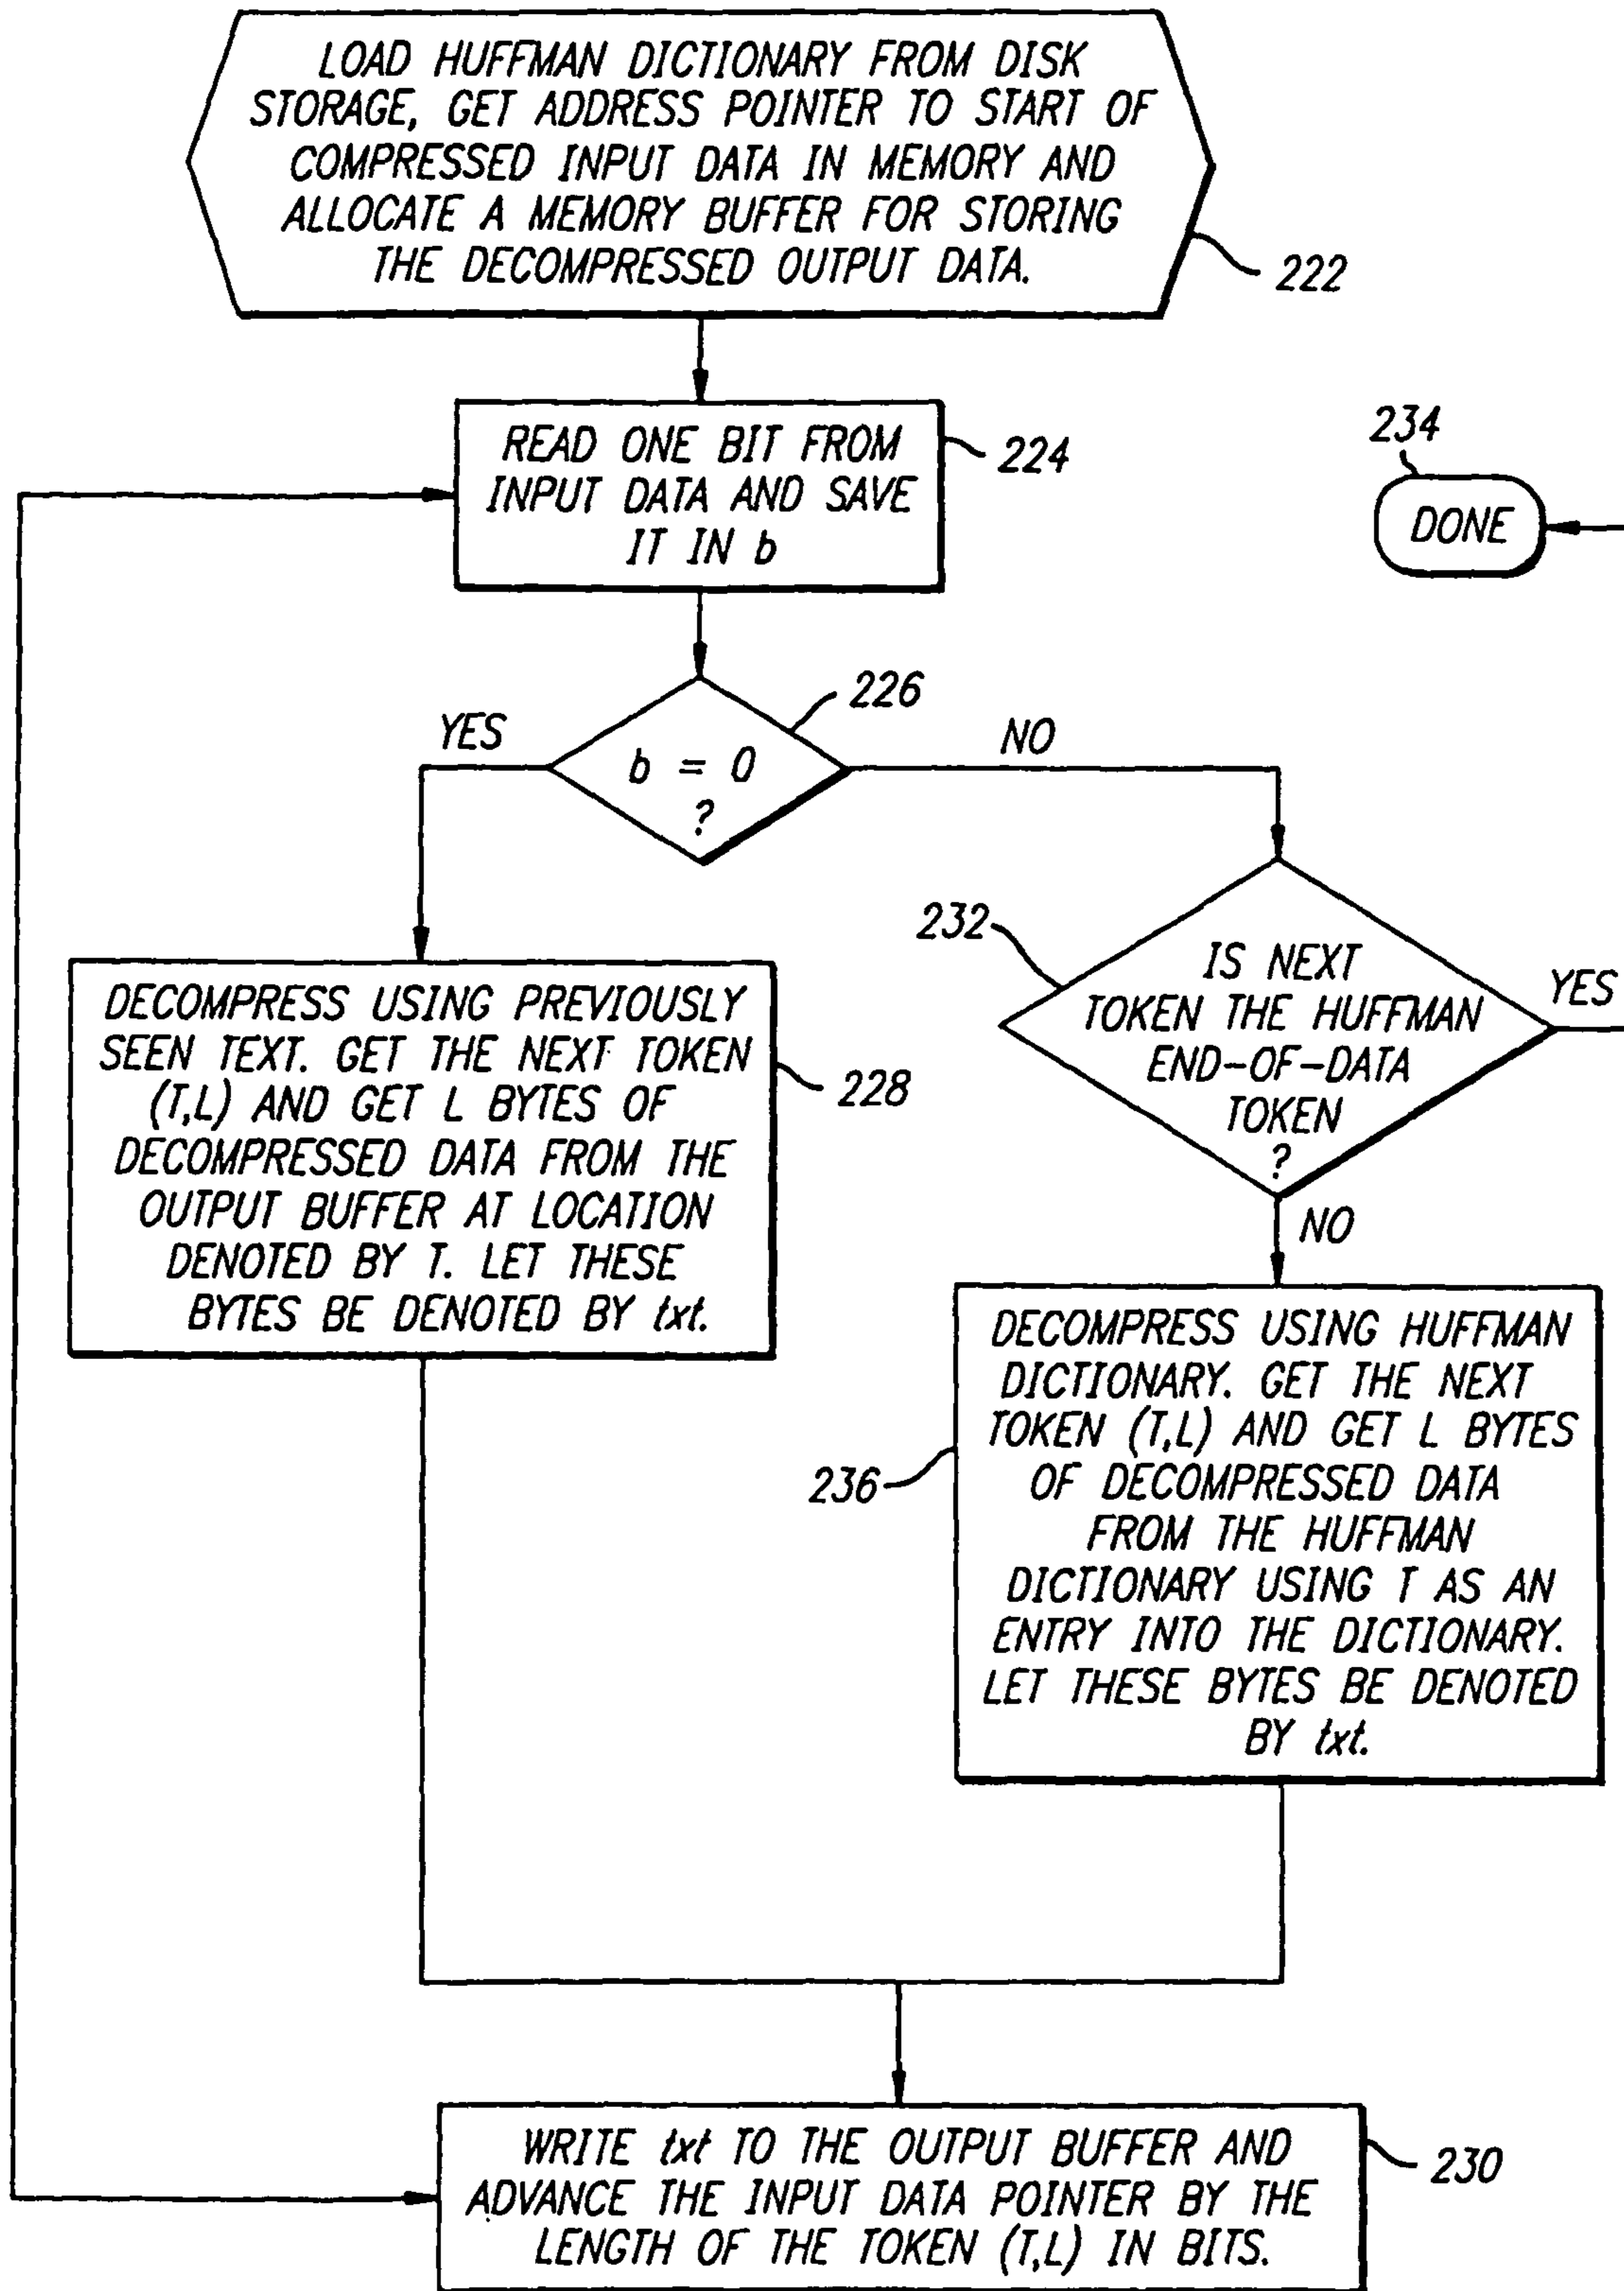 LOAD HUFFMAN DICTIONARY FROM DISK
STORAGE, GET ADDRESS POINTER TO START OF
COMPRESSED INPUT DATA IN MEMORY AND
ALLOCATE A MEMORY BUFFER FOR STORING
THE DECOMPRESSED OUTPUT DATA.
222
READ ONE BIT FROM
INPUT DATA AND SAVE
IT IN b
224
234
DONE
226
YES
b = 0
?
NO
232
IS NEXT
TOKEN THE HUFFMAN
END-OF-DATA
TOKEN
?
YES
NO
DECOMPRESS USING PREVIOUSLY
SEEN TEXT. GET THE NEXT TOKEN
(T,L) AND GET L BYTES OF
DECOMPRESSED DATA FROM THE
OUTPUT BUFFER AT LOCATION
DENOTED BY T. LET THESE
BYTES BE DENOTED BY txt.
228
DECOMPRESS USING HUFFMAN
DICTIONARY. GET THE NEXT
TOKEN (T,L) AND GET L BYTES
OF DECOMPRESSED DATA
FROM THE HUFFMAN
DICTIONARY USING T AS AN
ENTRY INTO THE DICTIONARY.
LET THESE BYTES BE DENOTED
BY txt.
236
WRITE txt TO THE OUTPUT BUFFER AND
ADVANCE THE INPUT DATA POINTER BY THE
LENGTH OF THE TOKEN (T,L) IN BITS.
230